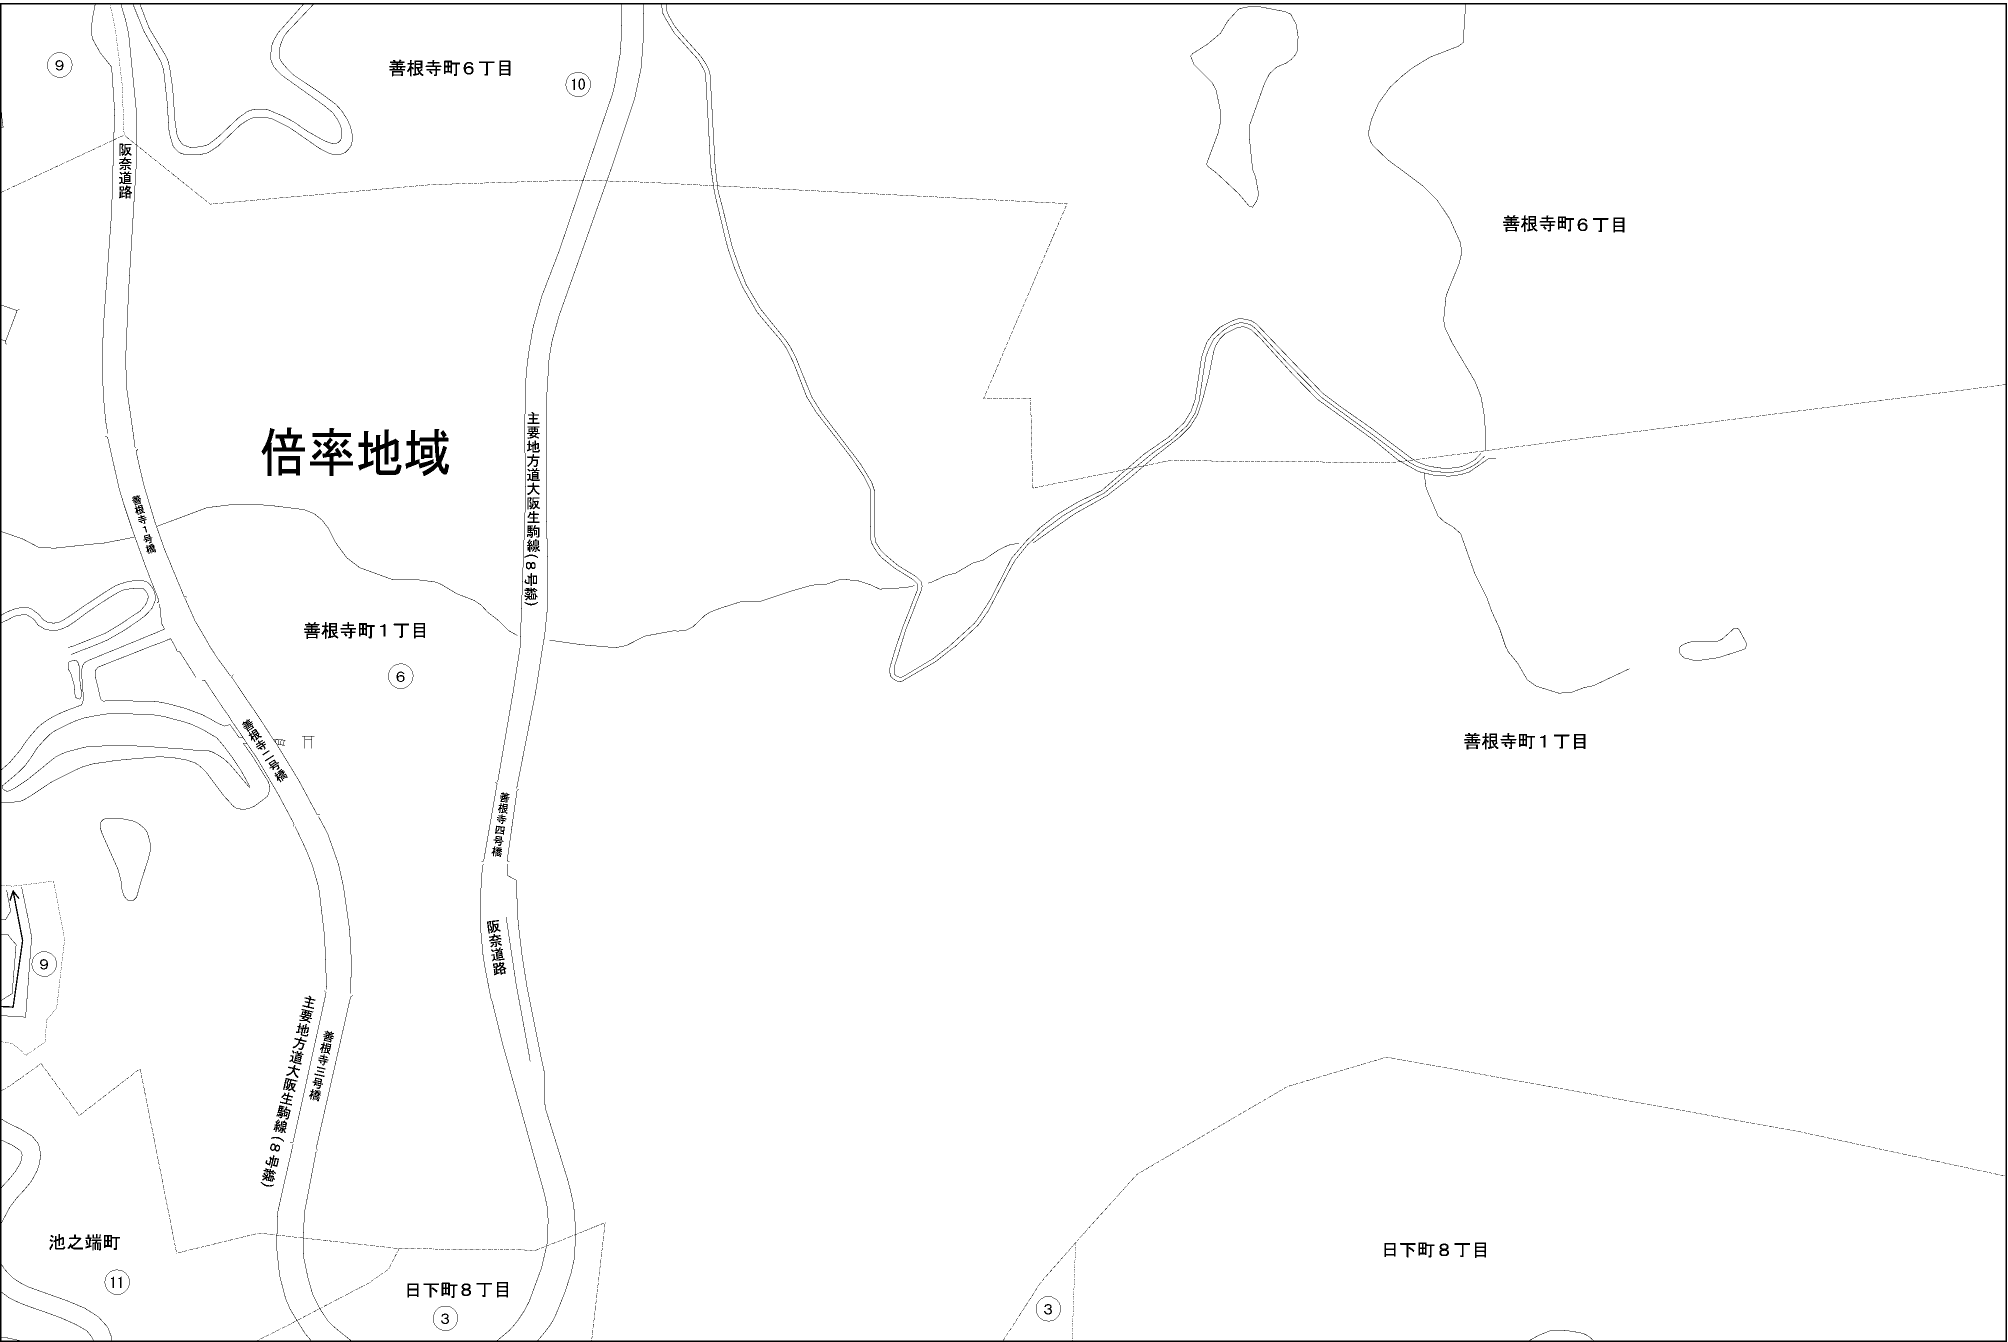 9
善根寺町６丁目
10
阪奈道路
善根寺町６丁目
倍率地域
主要地方道大阪生駒線(８号線)
善根寺１号橋
善根寺町１丁目
6
善根寺二号橋
善根寺町１丁目
善根寺四号橋
阪奈道路
9
主要地方道大阪生駒線(８号線)
善根寺三号橋
池之端町
11
日下町８丁目
3
日下町８丁目
3